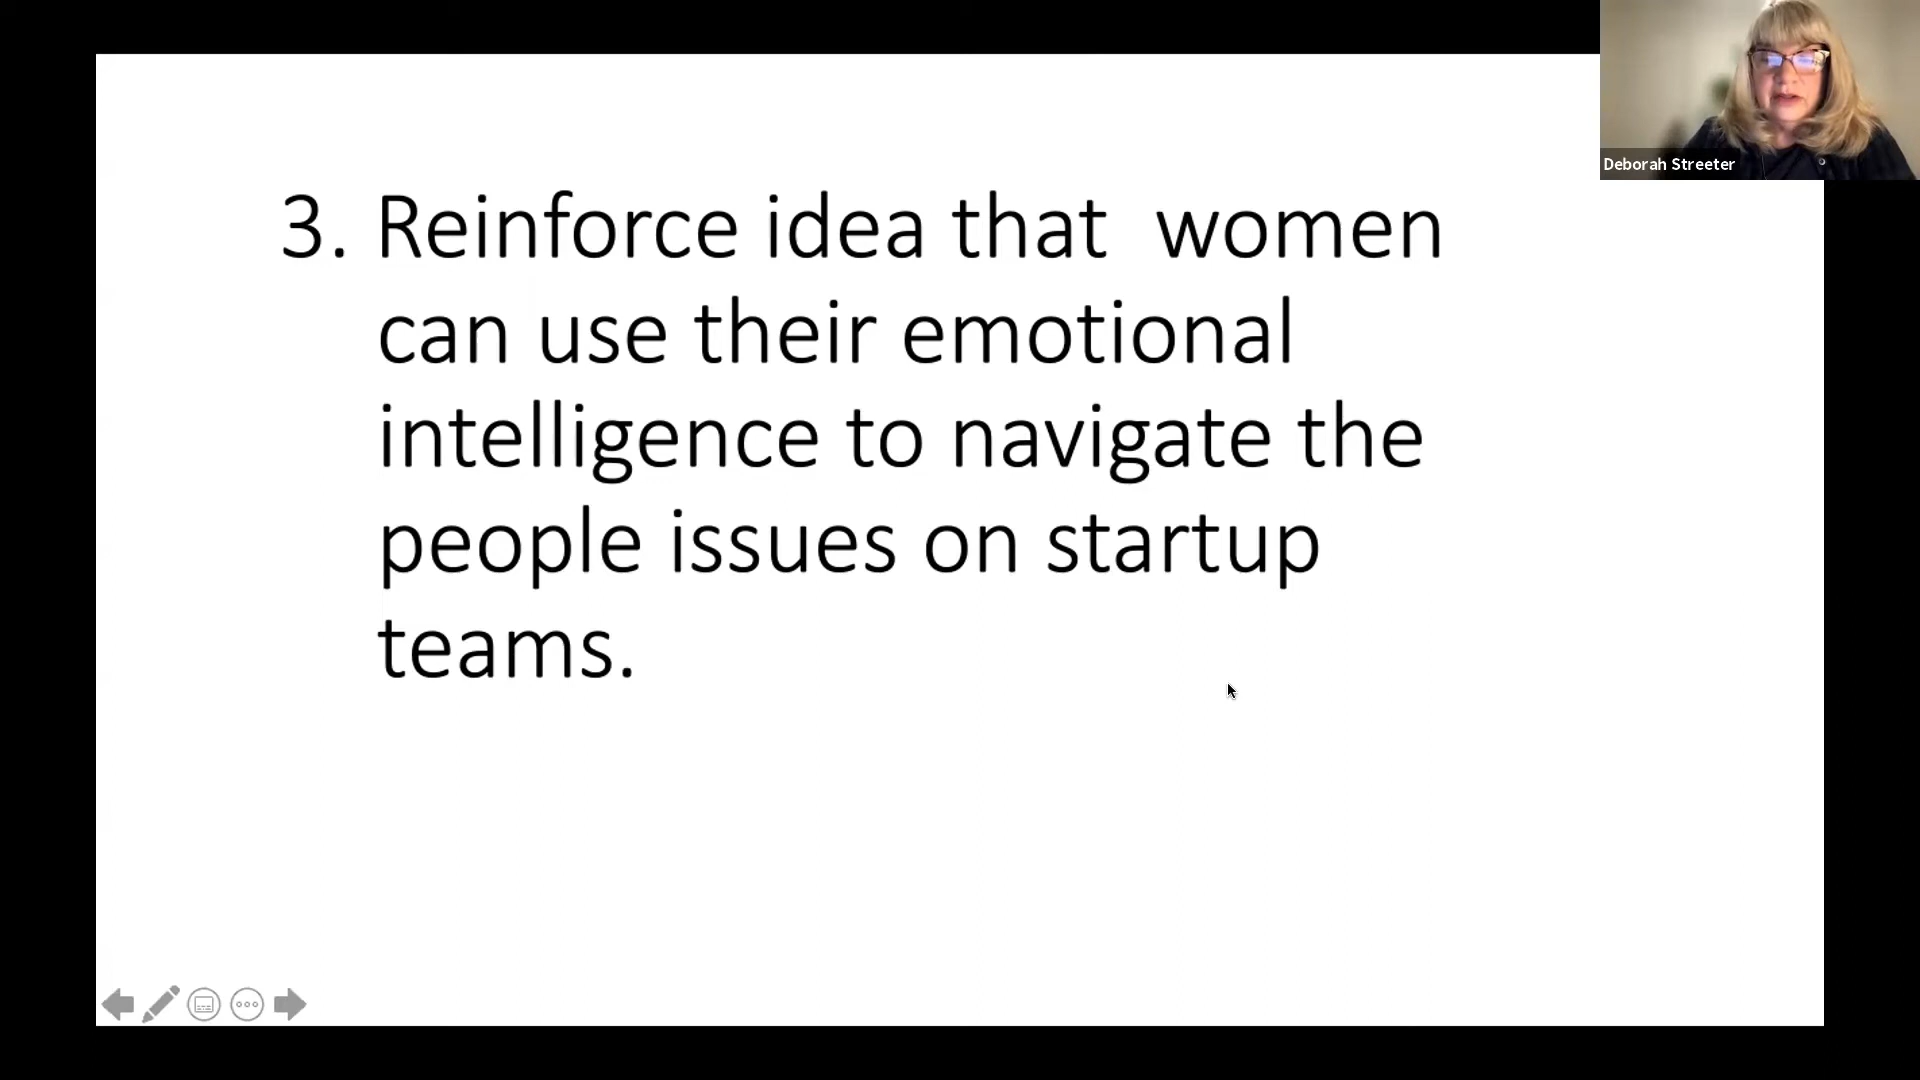 Deborah Streeter
3. Reinforce idea that  women
can use their emotional
intelligence to navigate the
people issues on startup
teams.